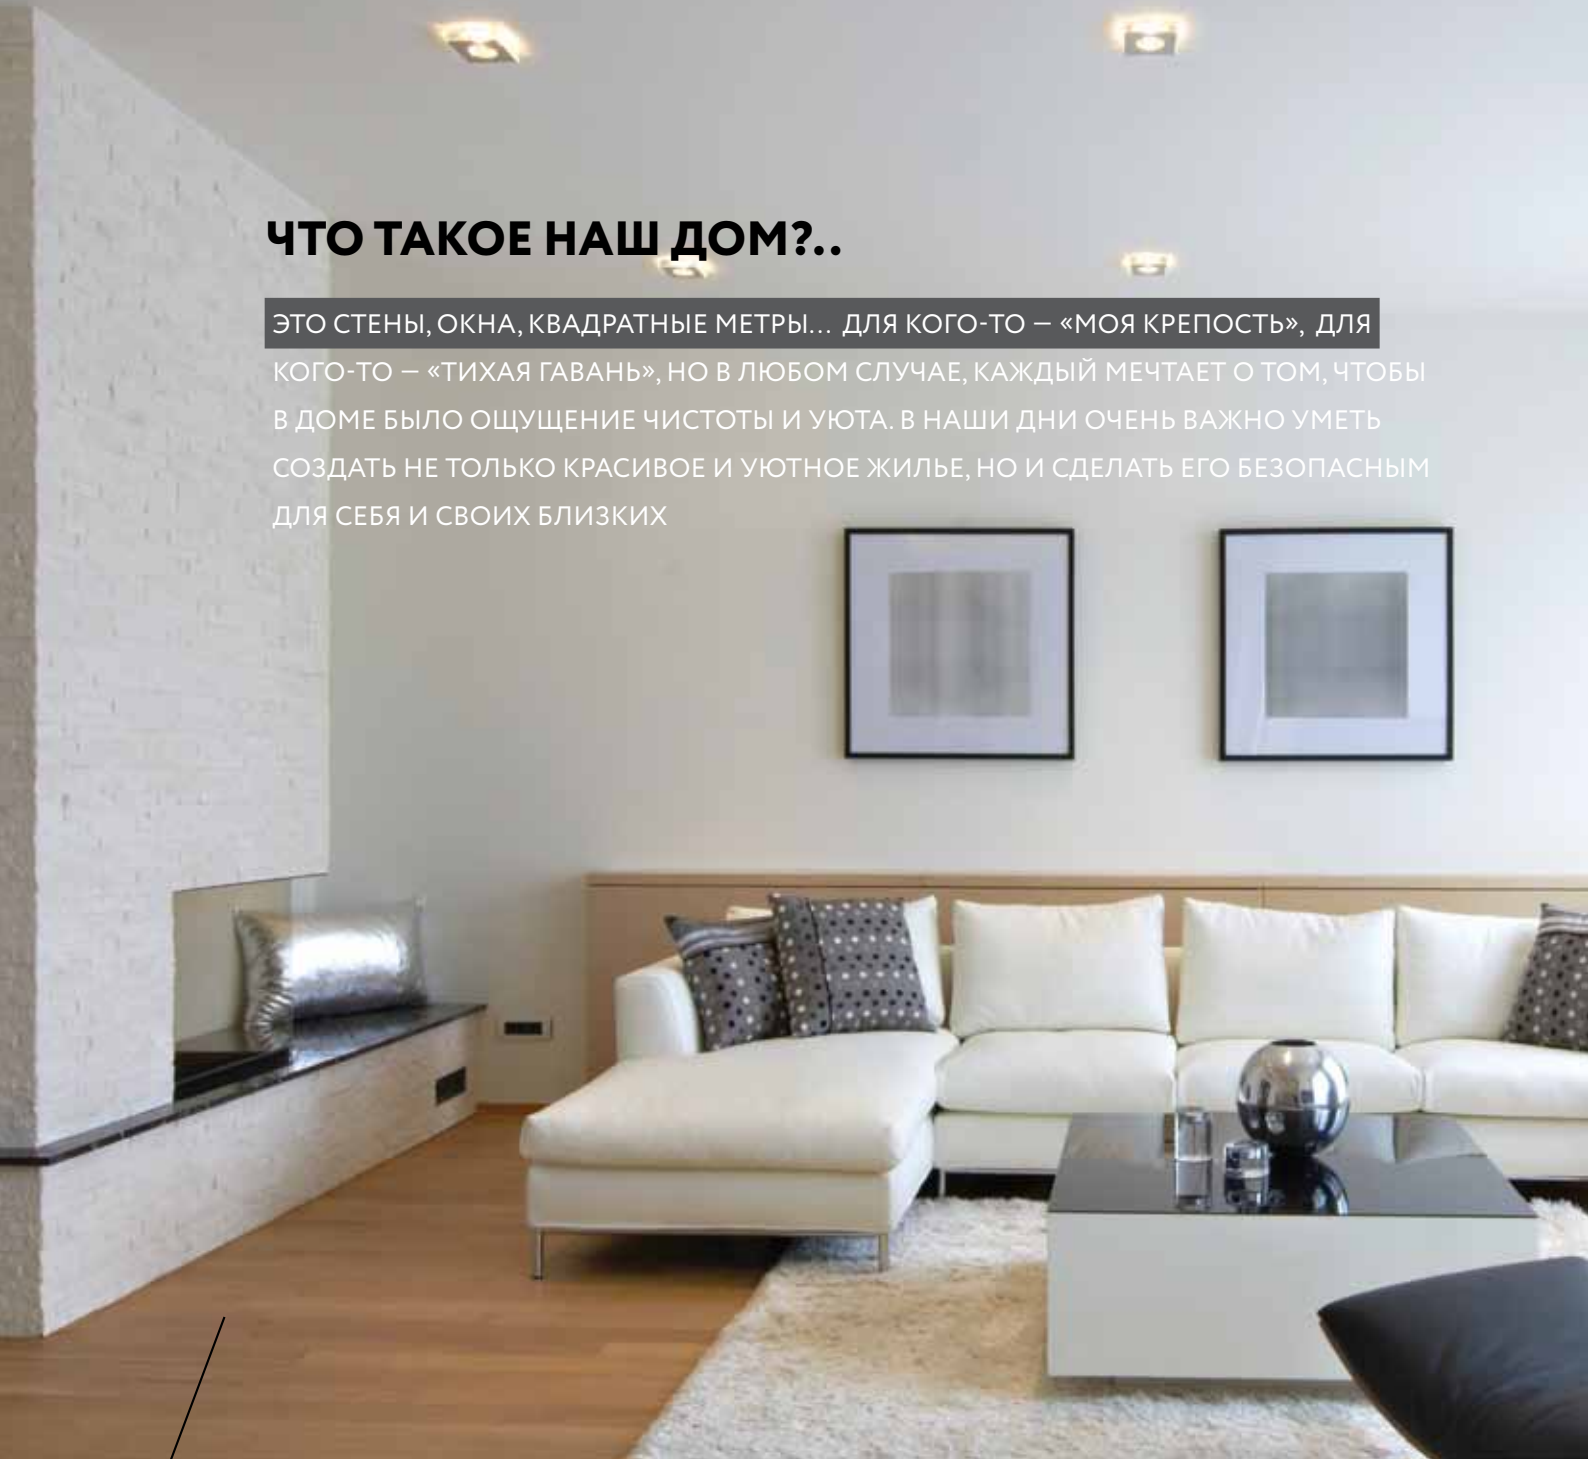 ЧТО ТАКОЕ НАШ ДОМ?..
ЭТО СТЕНЫ, ОКНА, КВАДРАТНЫЕ МЕТРЫ... ДЛЯ КОГО-ТО – «МОЯ КРЕПОСТЬ», ДЛЯ
КОГО-ТО – «ТИХАЯ ГАВАНЬ», НО В ЛЮБОМ СЛУЧАЕ, КАЖДЫЙ МЕЧТАЕТ О ТОМ, ЧТОБЫ
В ДОМЕ БЫЛО ОЩУЩЕНИЕ ЧИСТОТЫ И УЮТА. В НАШИ ДНИ ОЧЕНЬ ВАЖНО УМЕТЬ
СОЗДАТЬ НЕ ТОЛЬКО КРАСИВОЕ И УЮТНОЕ ЖИЛЬЕ, НО И СДЕЛАТЬ ЕГО БЕЗОПАСНЫМ
ДЛЯ СЕБЯ И СВОИХ БЛИЗКИХ